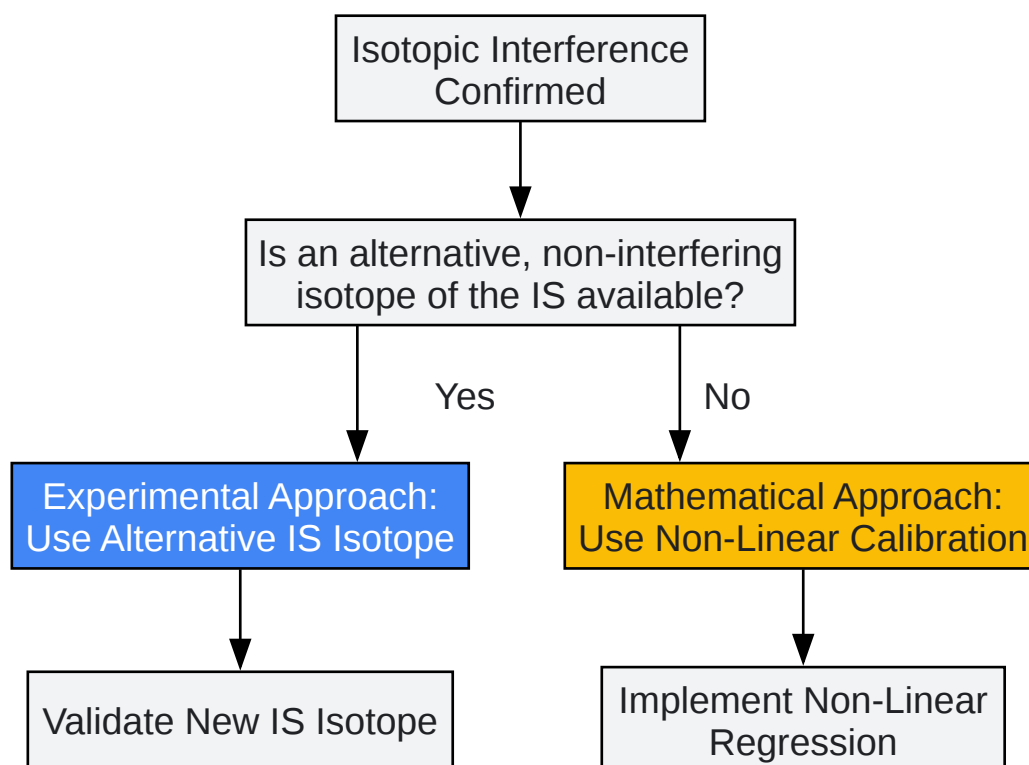 Isotopic Interference
Confirmed
Is an alternative, non-interfering
isotope of the IS available?
Yes
No
Experimental Approach:
Use Alternative IS Isotope
Mathematical Approach:
Use Non-Linear Calibration
Validate New IS Isotope
Implement Non-Linear
Regression